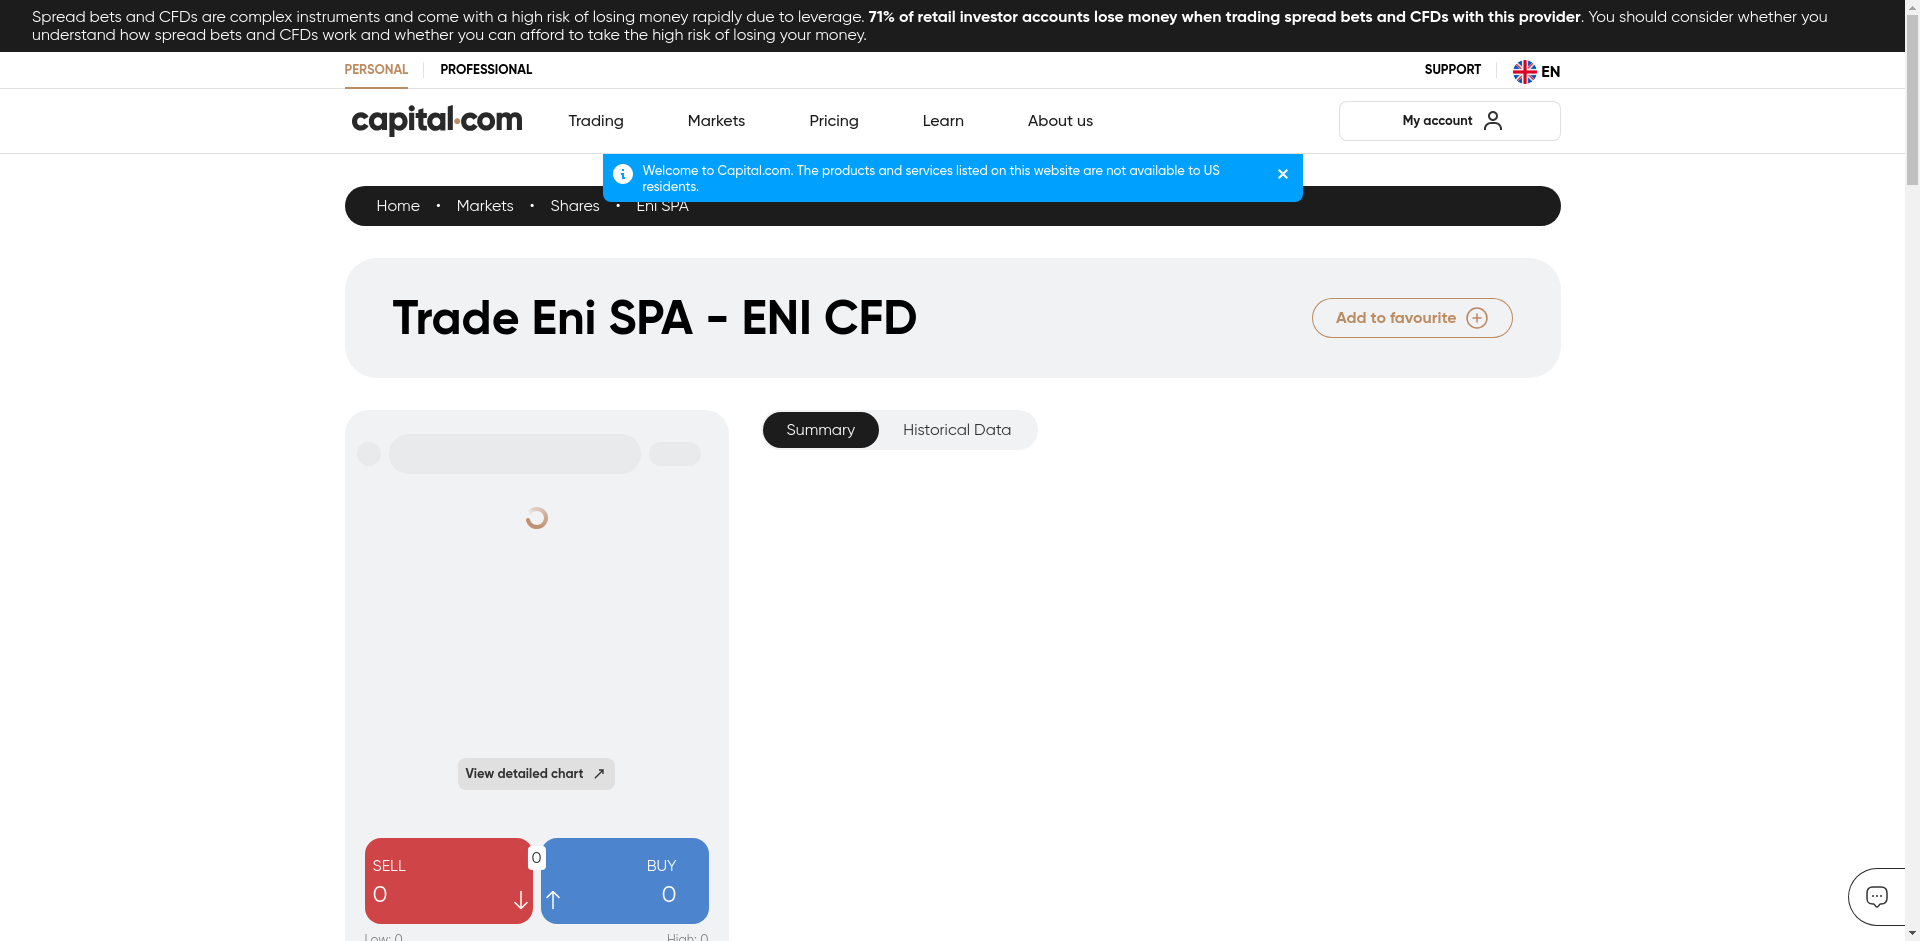 Spread bets and CFDs are complex instruments and come with a high risk of losing money rapidly due to leverage. 71% of retail investor accounts lose money when trading spread bets and CFDs with this provider. You should consider whether you
understand how spread bets and CFDs work and whether you can afford to take the high risk of losing your money.
PERSONAL PROFESSIONAL SUPPORT EN
capital.com Trading Markets Pricing Learn About us My account
Welcome to Capital.com. The products and services listed on this website are not available to US
residents.
Home • Markets • Shares • Eni SPA
Trade Eni SPA - ENI CFD
Add to favourite
Summary Historical Data
View detailed chart
SELL 0 BUY
0 0
Low: 0 High: 0